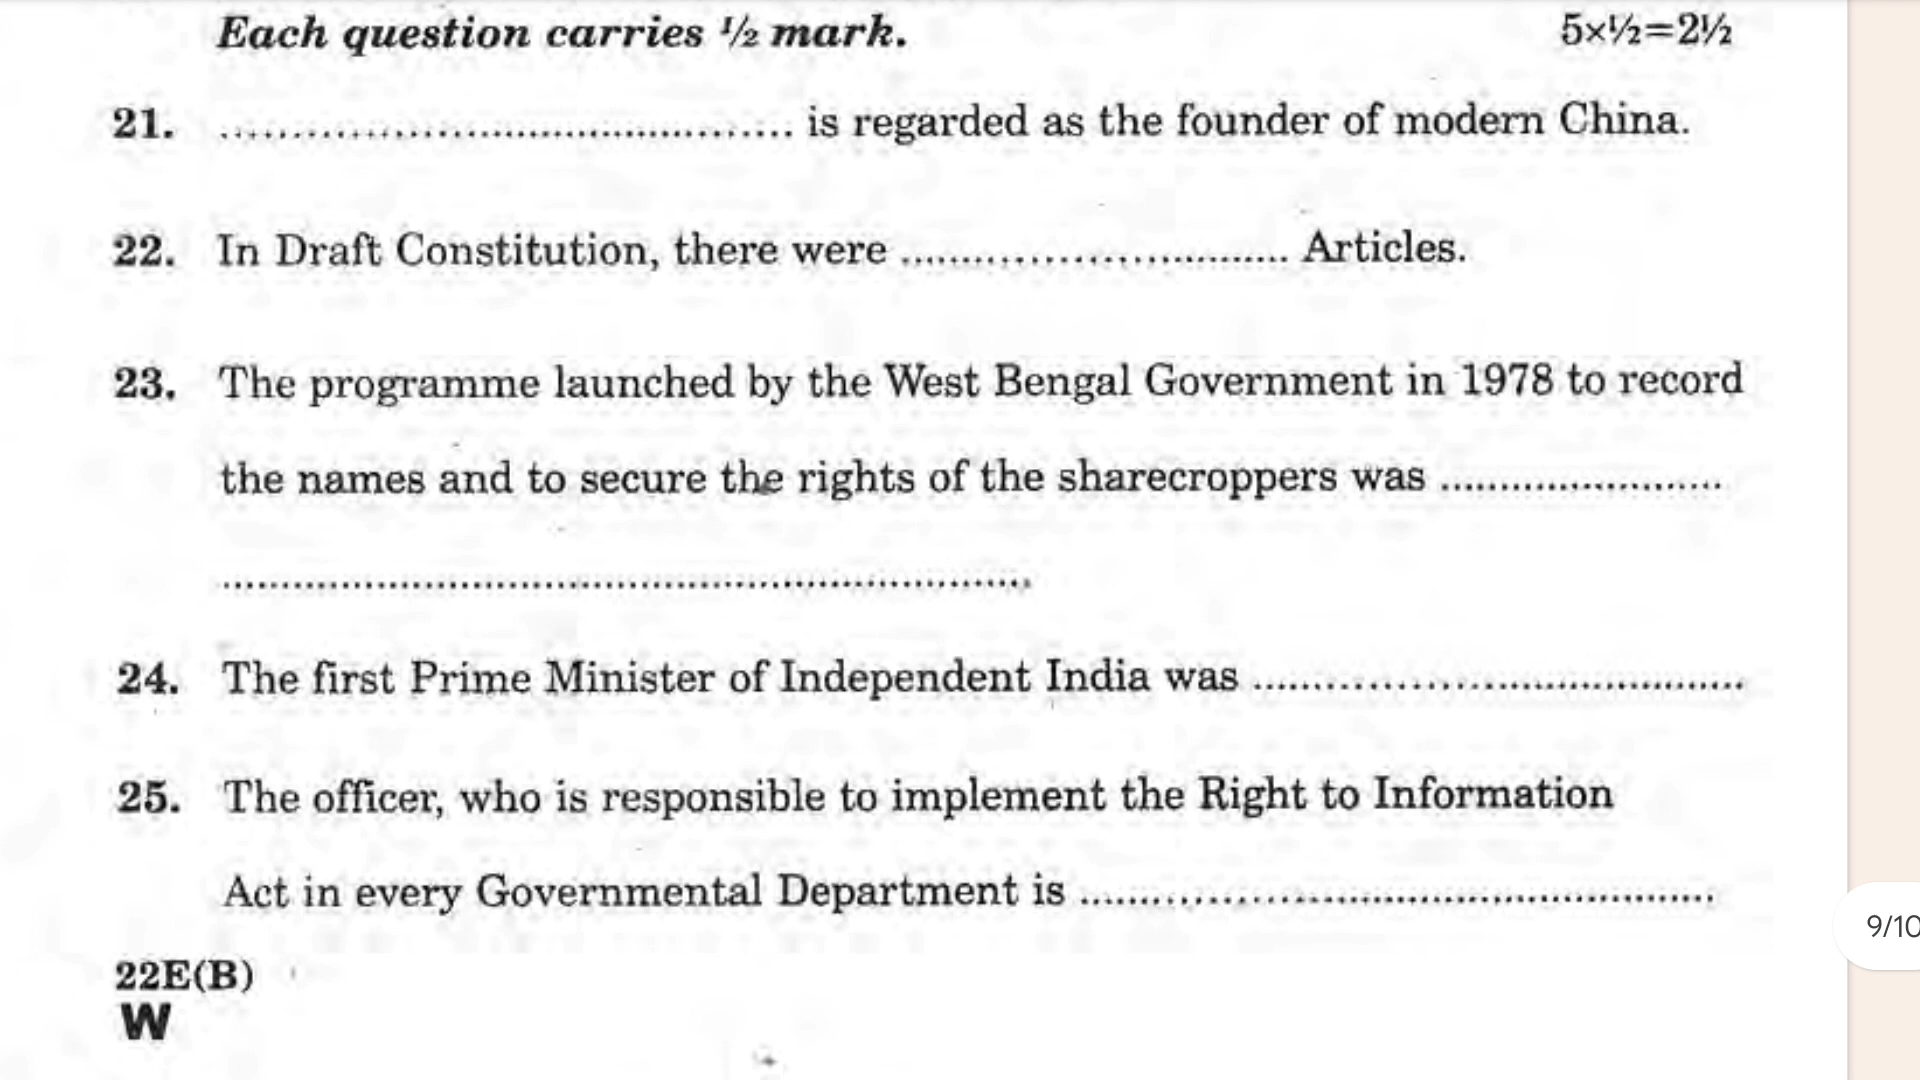 Each question carries ½ mark. 5×½=2½
21. ........................................ is regarded as the founder of modern China.
22. In Draft Constitution, there were .............................. Articles.
23. The programme launched by the West Bengal Government in 1978 to record
the names and to secure the rights of the sharecroppers was ........................
..................................................................
24. The first Prime Minister of Independent India was ........................................
25. The officer, who is responsible to implement the Right to Information
Act in every Governmental Department is ..................................................
9/10
22E(B)
W